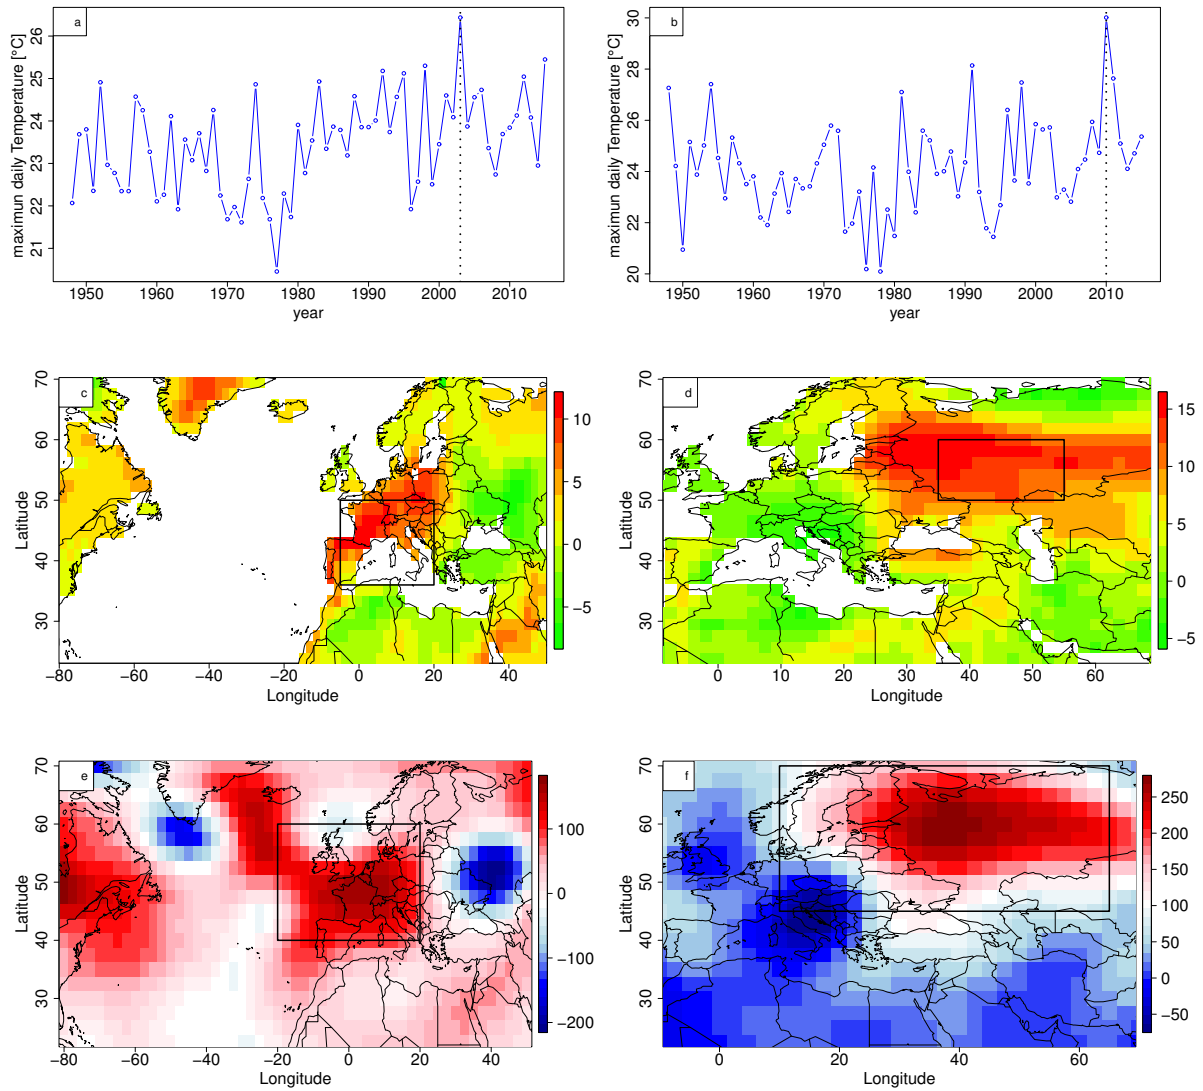 a
maximun daily Temperature [°C]
26
25
24
23
22
21
1950 1960 1970 1980 1990 2000 2010
year
b
maximun daily Temperature [°C]
30
28
26
24
22
20
1950 1960 1970 1980 1990 2000 2010
year
c
Latitude
70
60
50
40
30
−80 −60 −40 −20 0 20 40
Longitude
10
5
0
−5
d
Latitude
70
60
50
40
30
0 10 20 30 40 50 60
Longitude
15
10
5
0
−5
e
Latitude
70
60
50
40
30
−80 −60 −40 −20 0 20 40
Longitude
100
0
−100
−200
f
Latitude
70
60
50
40
30
0 20 40 60
Longitude
250
200
150
100
50
0
−50